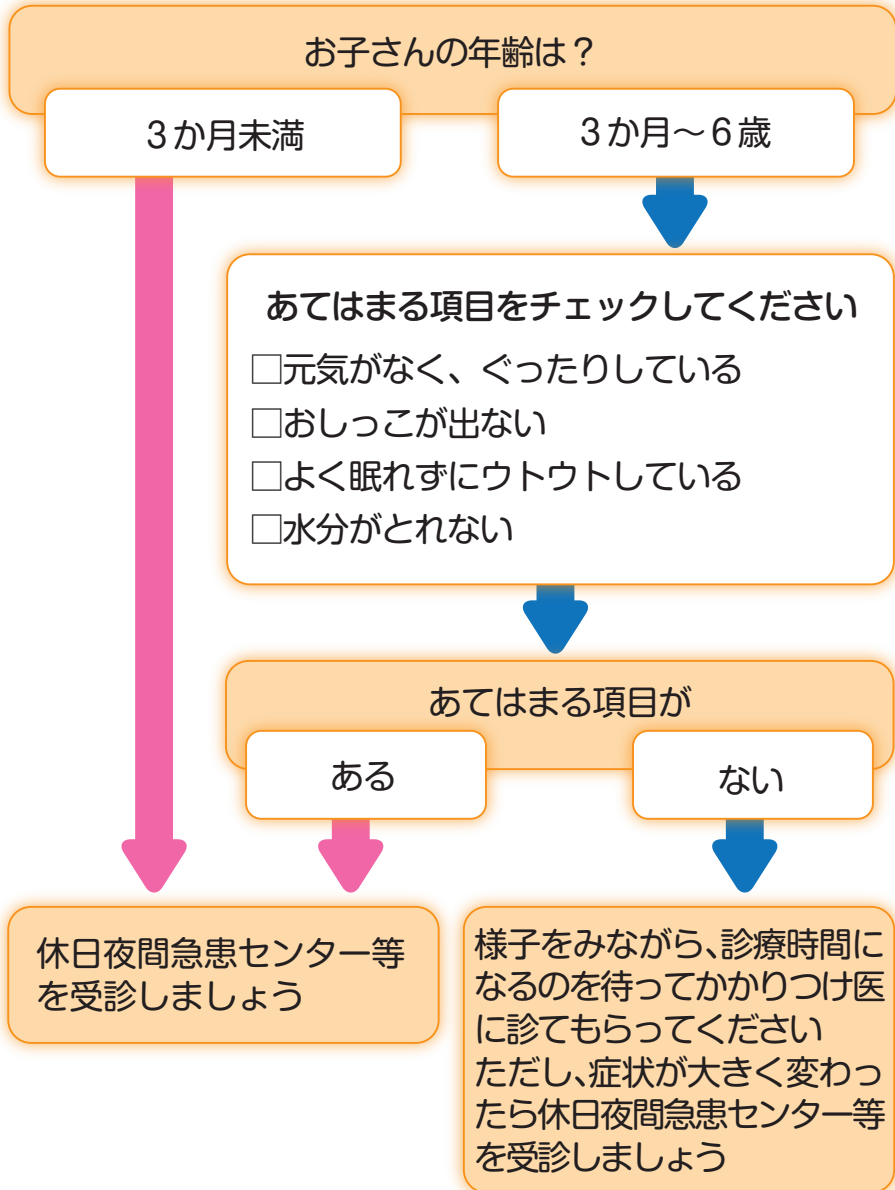 お子さんの年齢は？
３か月未満
３か月～６歳
あてはまる項目をチェックしてください
□元気がなく、ぐったりしている
□おしっこが出ない
□よく眠れずにウトウトしている
□水分がとれない
あてはまる項目が
ある
ない
休日夜間急患センター等
を受診しましょう
様子をみながら、診療時間に
なるのを待ってかかりつけ医
に診てもらってください
ただし、症状が大きく変わっ
たら休日夜間急患センター等
を受診しましょう